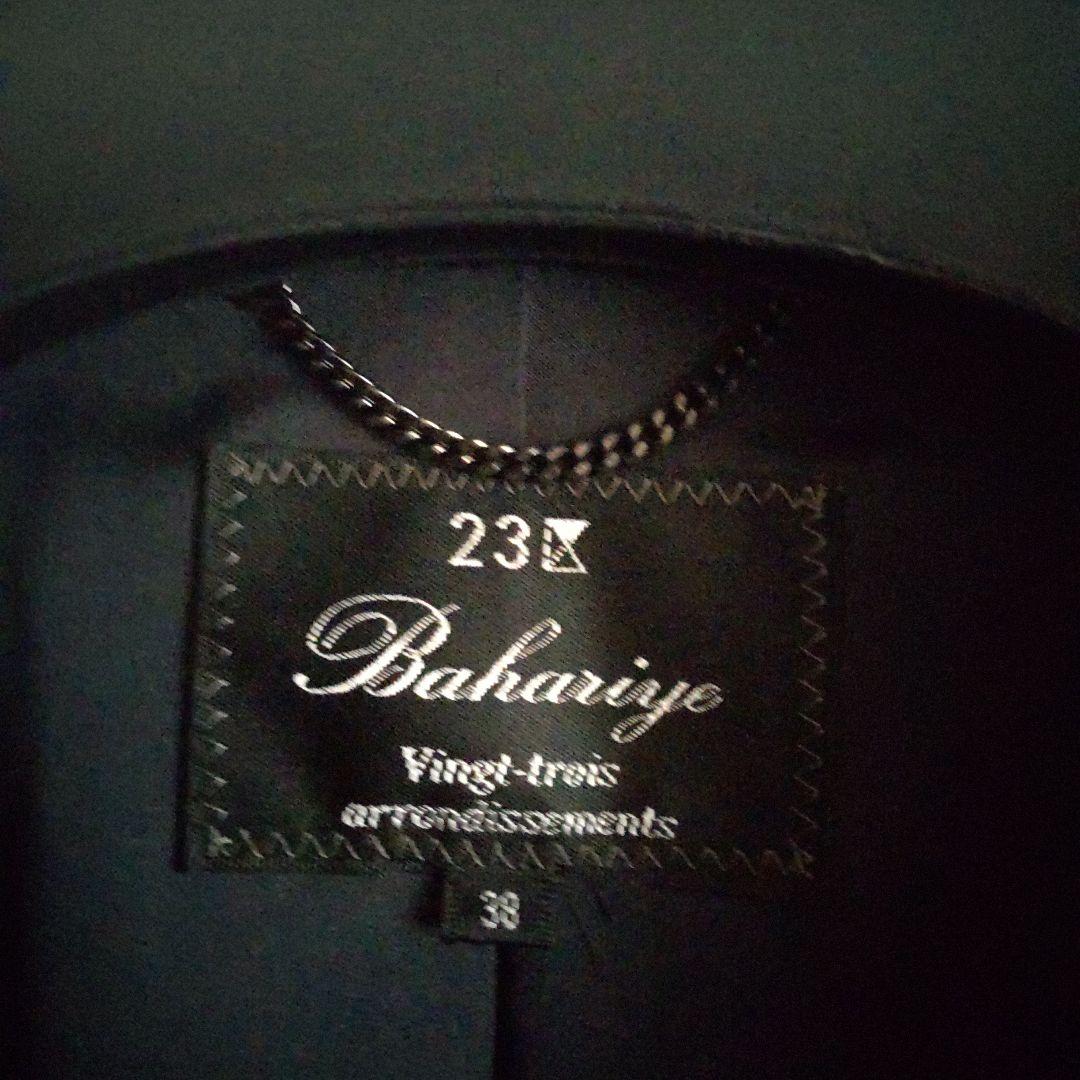 23区
Bahariye
Vingt-trois
arrondissements
38